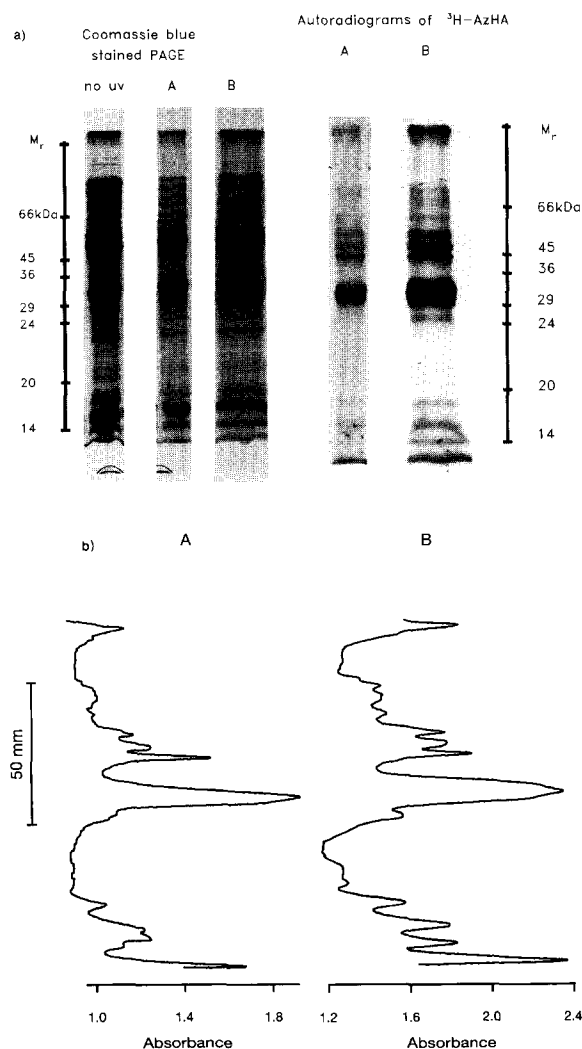 a)
Coomassie blue
stained PAGE
Autoradiograms of ³H-AzHA
no uv A B
A B
Mr
66kDa
45
36
29
24
20
14
Mr
66kDa
45
36
29
24
20
14
b)
A
B
50 mm
1.0 1.4 1.8
1.2 1.6 2.0 2.4
Absorbance
Absorbance